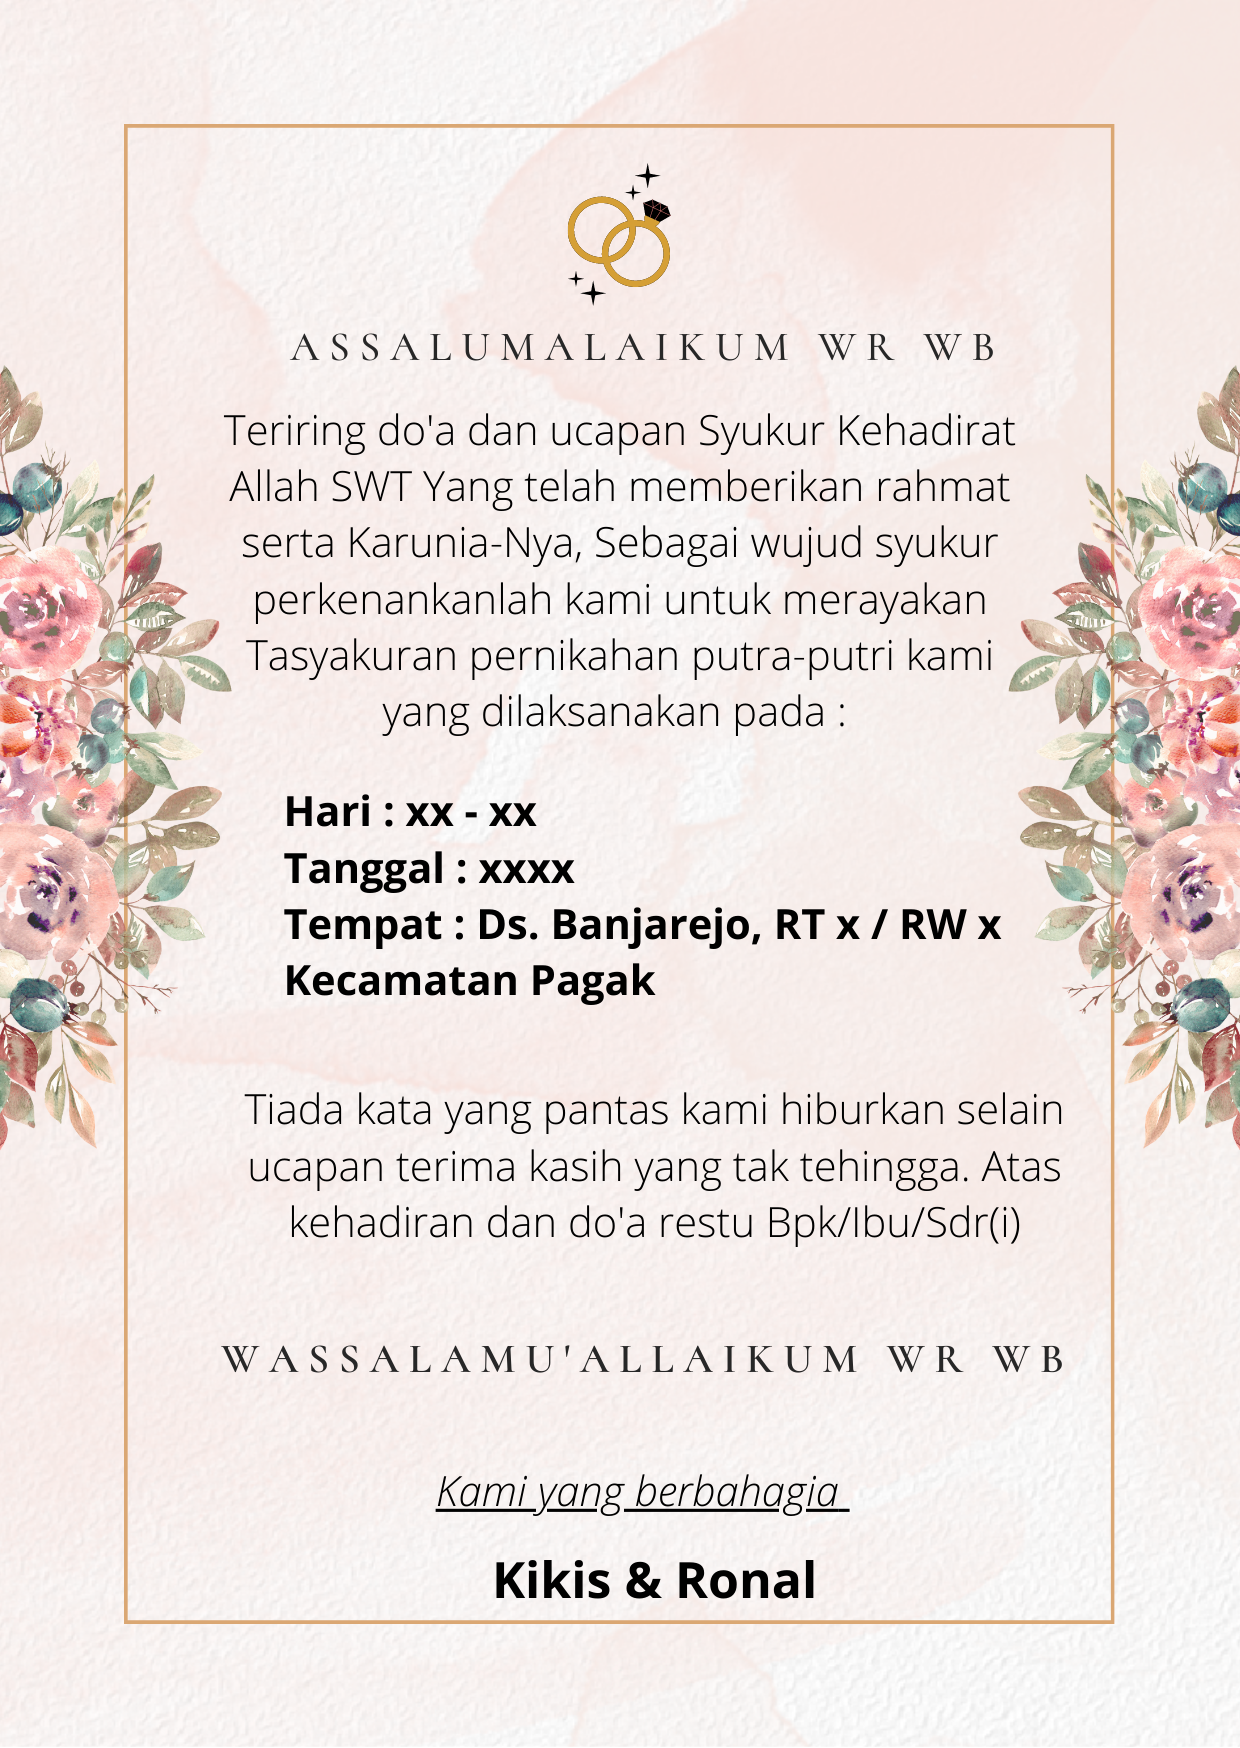 ASSALUMALAIKUM WR WB
Teriring do'a dan ucapan Syukur Kehadirat
Allah SWT Yang telah memberikan rahmat
serta Karunia-Nya, Sebagai wujud syukur
perkenankanlah kami untuk merayakan
Tasyakuran pernikahan putra-putri kami
yang dilaksanakan pada :
Hari : xx - xx
Tanggal : xxxx
Tempat : Ds. Banjarejo, RT x / RW x
Kecamatan Pagak
Tiada kata yang pantas kami hiburkan selain
ucapan terima kasih yang tak tehingga. Atas
kehadiran dan do'a restu Bpk/Ibu/Sdr(i)
WASSALAMU'ALLAIKUM WR WB
Kami yang berbahagia
Kikis & Ronal